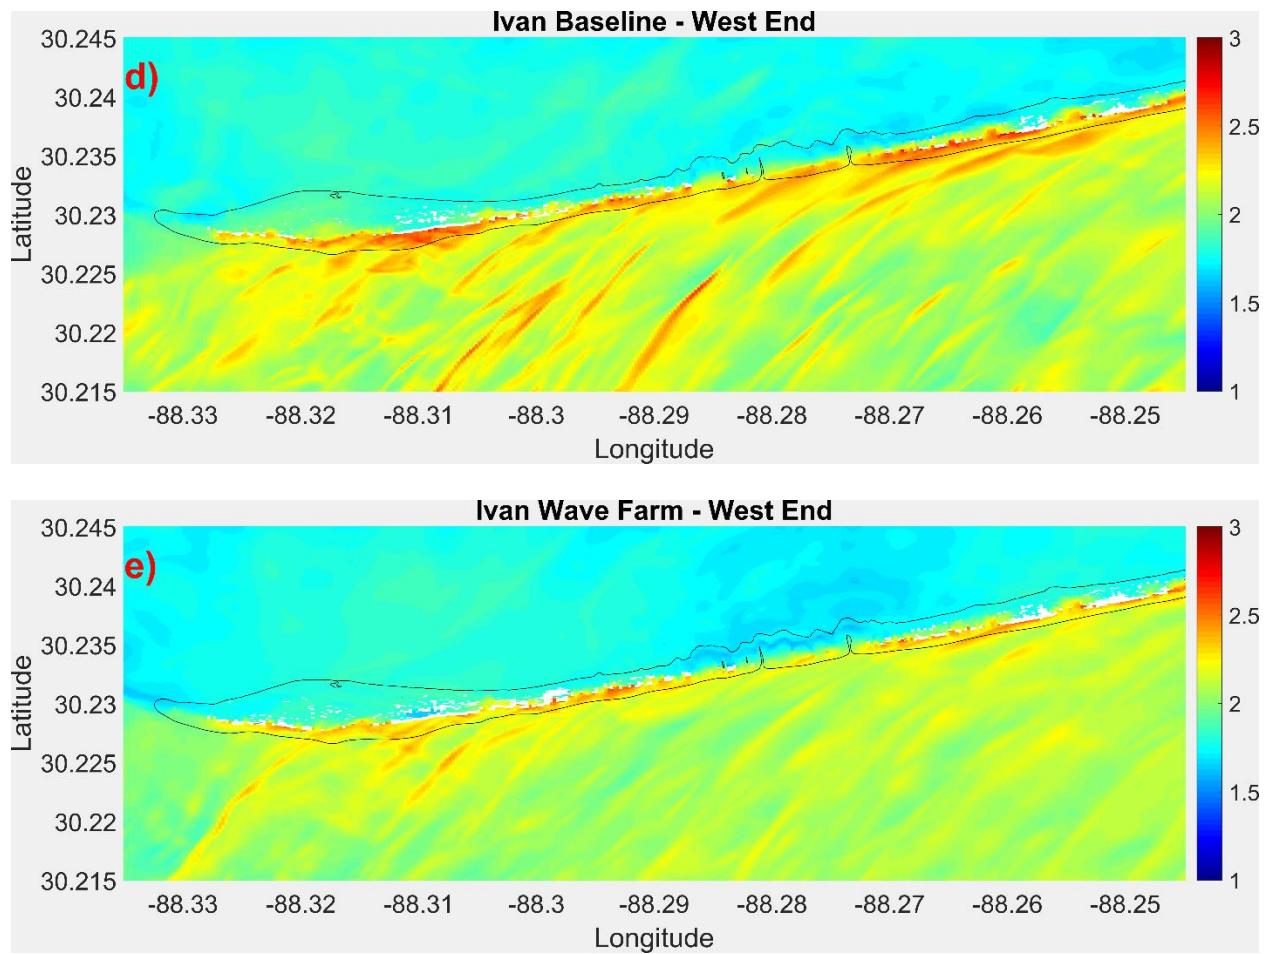 Ivan Baseline - West End
d)
30.245
30.24
30.235
30.23
30.225
30.22
30.215
Latitude
-88.33 -88.32 -88.31 -88.3 -88.29 -88.28 -88.27 -88.26 -88.25
Longitude
3
2.5
2
1.5
1
Ivan Wave Farm - West End
e)
30.245
30.24
30.235
30.23
30.225
30.22
30.215
Latitude
-88.33 -88.32 -88.31 -88.3 -88.29 -88.28 -88.27 -88.26 -88.25
Longitude
3
2.5
2
1.5
1